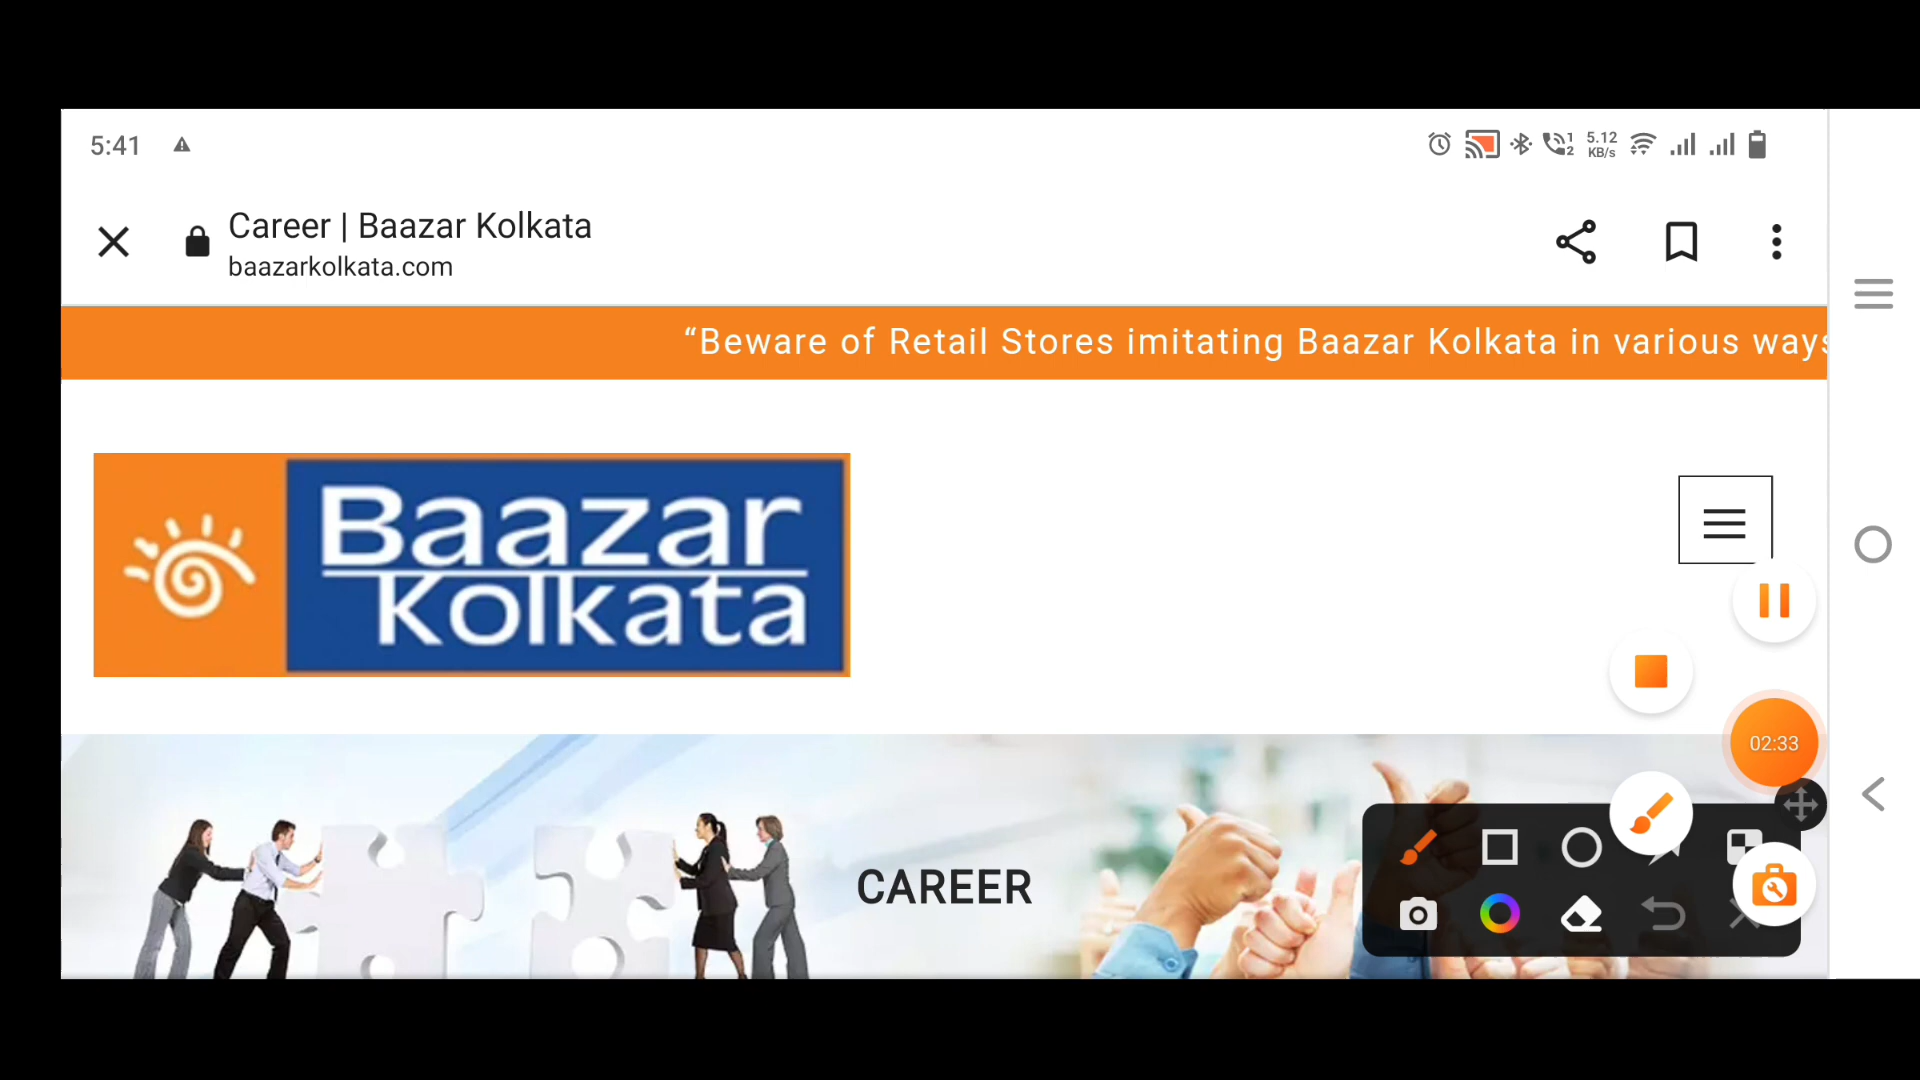 5:41
5.12
KB/s
Career | Baazar Kolkata
baazarkolkata.com
“Beware of Retail Stores imitating Baazar Kolkata in various ways
Baazar
Kolkata
02:33
CAREER